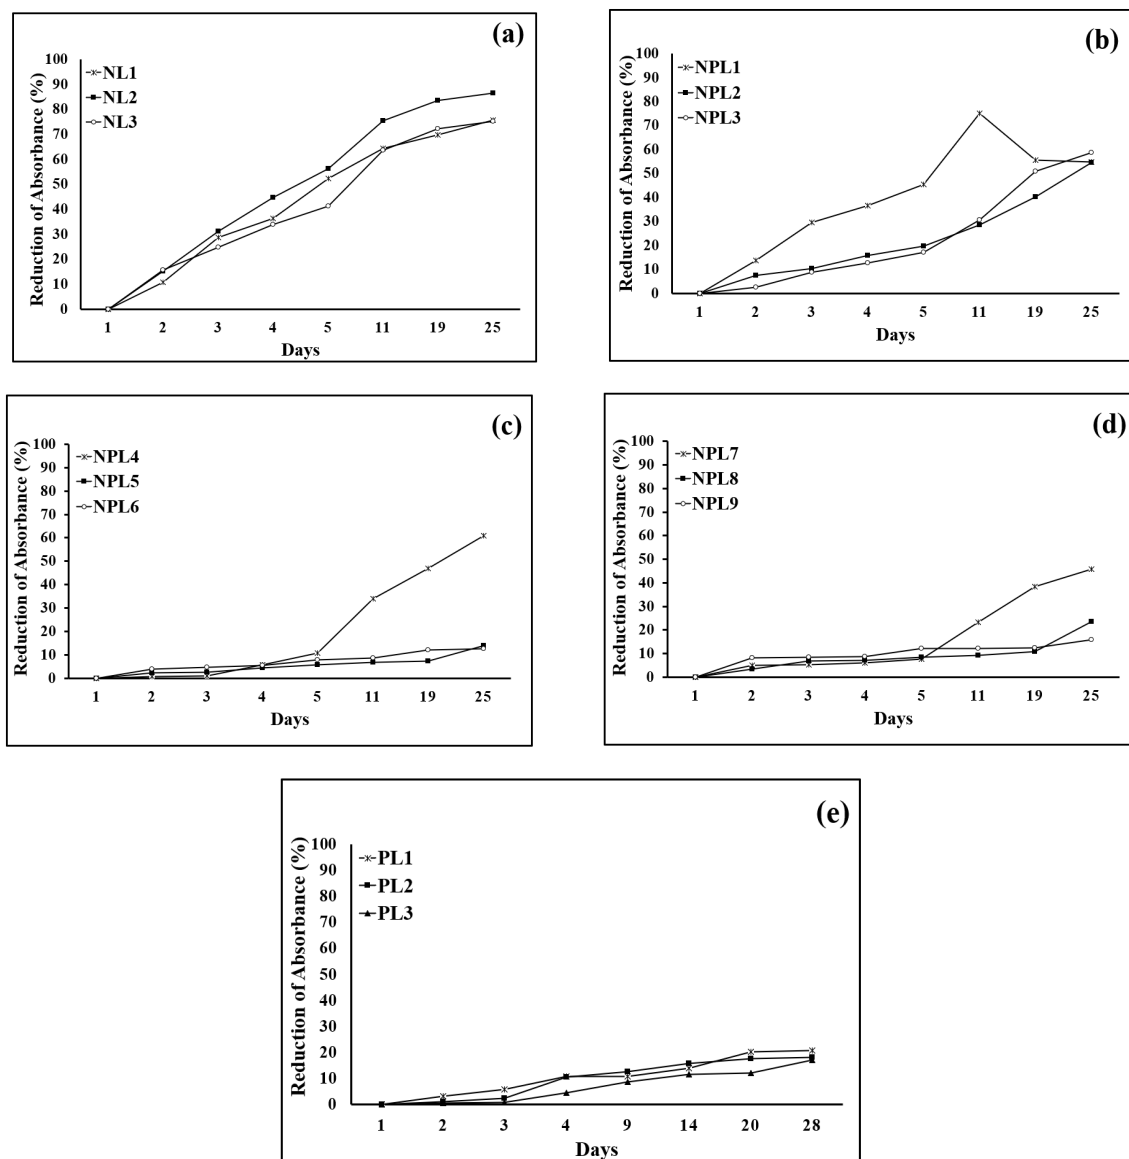 (a)
Reduction of Absorbance (%)
100
90
80
70
60
50
40
30
20
10
0
NL1
NL2
NL3
1 2 3 4 5 11 19 25
Days
(b)
Reduction of Absorbance (%)
100
90
80
70
60
50
40
30
20
10
0
NPL1
NPL2
NPL3
1 2 3 4 5 11 19 25
Days
(c)
Reduction of Absorbance (%)
100
90
80
70
60
50
40
30
20
10
0
NPL4
NPL5
NPL6
1 2 3 4 5 11 19 25
Days
(d)
Reduction of Absorbance (%)
100
90
80
70
60
50
40
30
20
10
0
NPL7
NPL8
NPL9
1 2 3 4 5 11 19 25
Days
(e)
Reduction of Absorbance (%)
100
90
80
70
60
50
40
30
20
10
0
PL1
PL2
PL3
1 2 3 4 9 14 20 28
Days